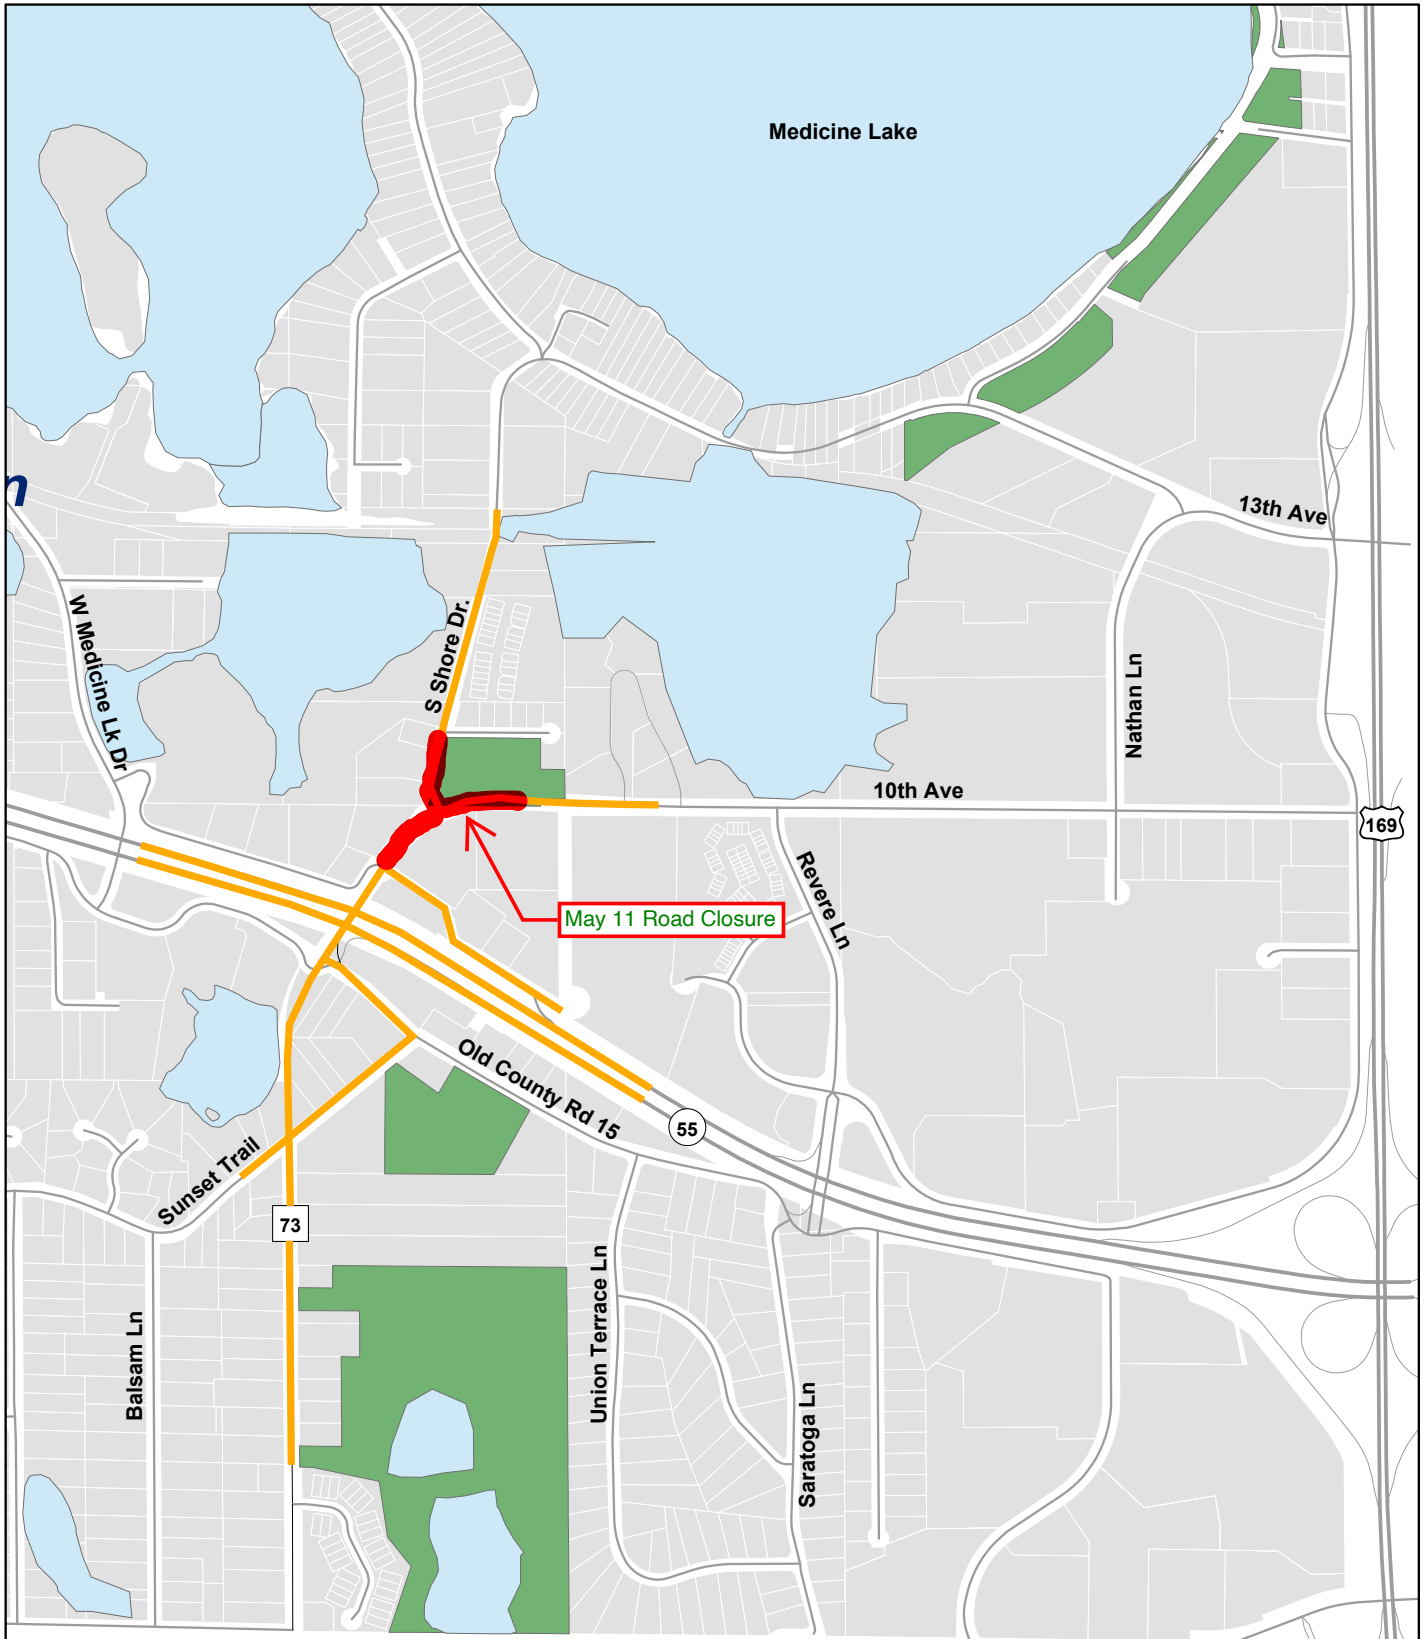 Medicine Lake
n
13th Ave
W Medicine Lk Dr
S Shore Dr.
Nathan Ln
10th Ave
169
Revere Ln
May 11 Road Closure
Old County Rd 15
55
Sunset Trail
73
Balsam Ln
Union Terrace Ln
Saratoga Ln